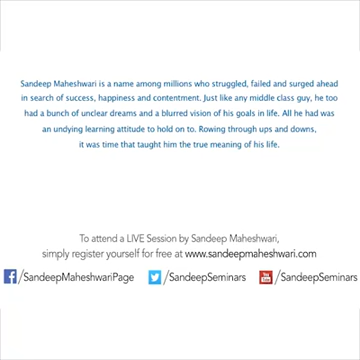 Sandeep Maheshwari is a name among millions who struggled, failed and surged ahead
in search of success, happiness and contentment. Just like any middle class guy, he too
had a bunch of unclear dreams and a blurred vision of his goals in life. All he had was
an undying learning attitude to hold on to. Rowing through ups and downs,
it was time that taught him the true meaning of his life.
To attend a LIVE Session by Sandeep Maheshwari,
simply register yourself for free at www.sandeepmaheshwari.com
f/SandeepMaheshwariPage /SandeepSeminars You Tube/SandeepSeminars